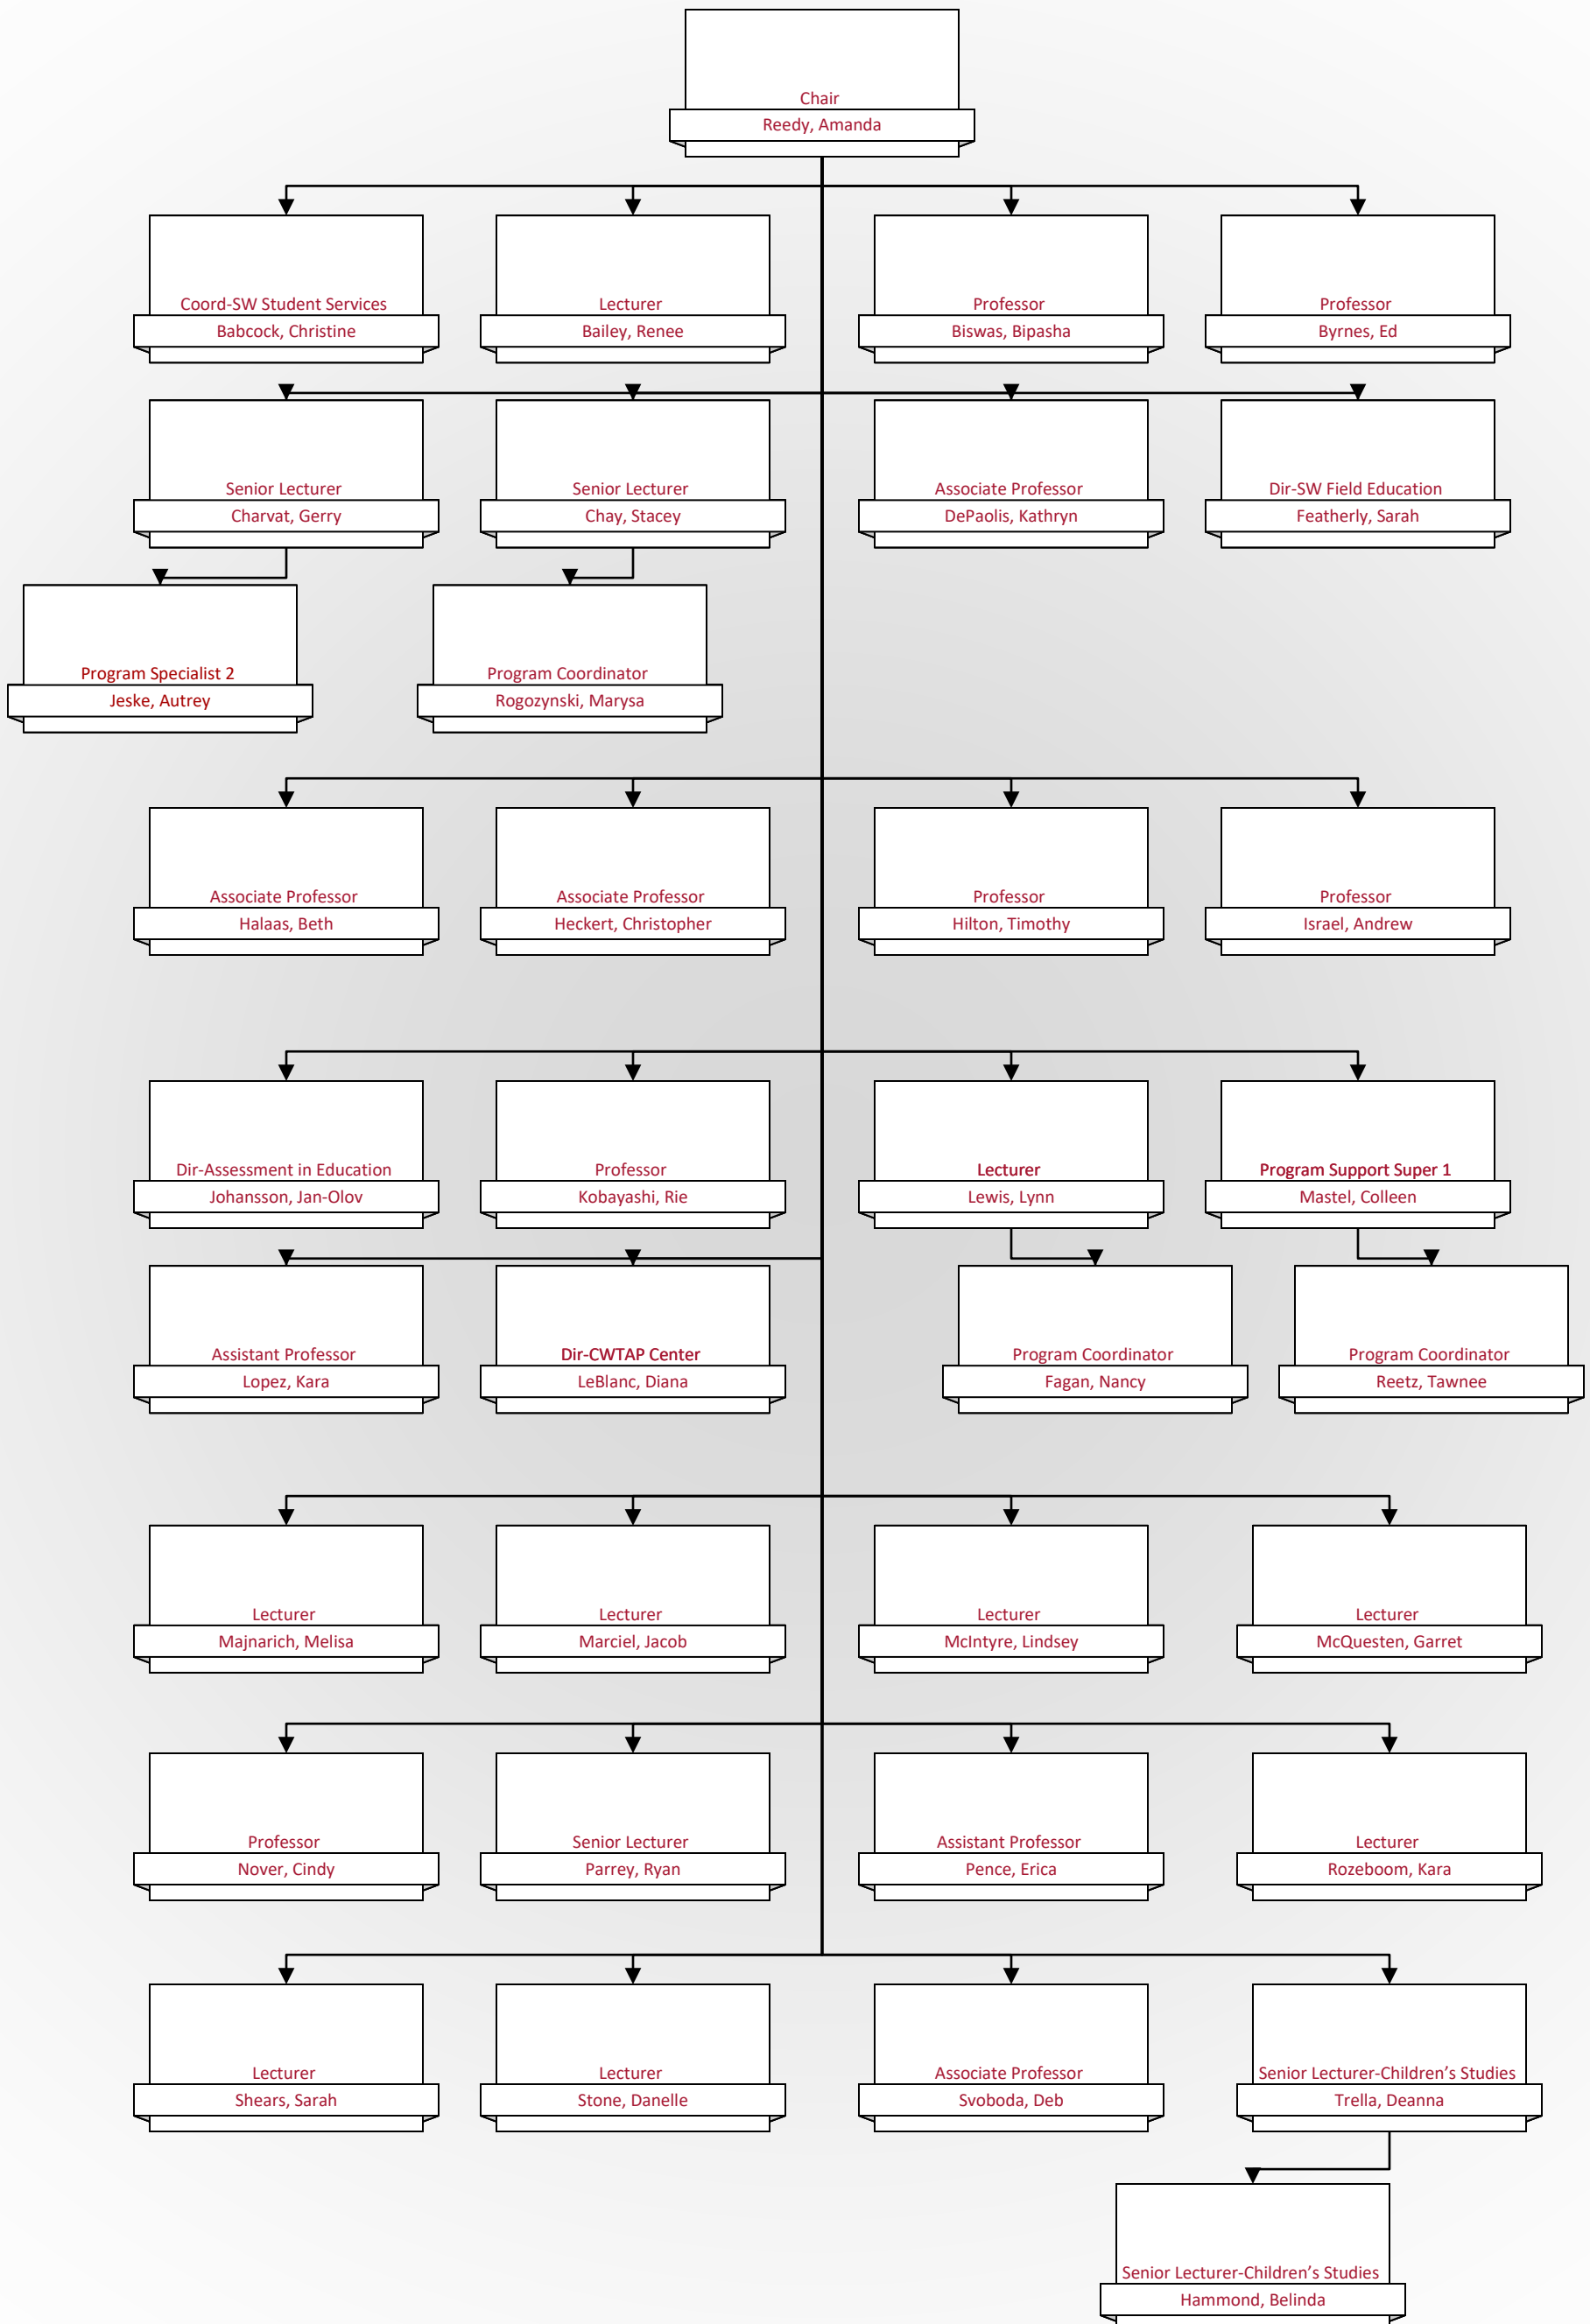 Chair
Reedy, Amanda
Coord-SW Student Services
Babcock, Christine
Lecturer
Bailey, Renee
Professor
Biswas, Bipasha
Professor
Byrnes, Ed
Senior Lecturer
Charvat, Gerry
Senior Lecturer
Chay, Stacey
Associate Professor
DePaolis, Kathryn
Dir-SW Field Education
Featherly, Sarah
Program Specialist 2
Jeske, Autrey
Program Coordinator
Rogozynski, Marysa
Associate Professor
Halaas, Beth
Associate Professor
Heckert, Christopher
Professor
Hilton, Timothy
Professor
Israel, Andrew
Dir-Assessment in Education
Johansson, Jan-Olov
Professor
Kobayashi, Rie
Lecturer
Lewis, Lynn
Program Support Super 1
Mastel, Colleen
Assistant Professor
Lopez, Kara
Dir-CWTAP Center
LeBlanc, Diana
Program Coordinator
Fagan, Nancy
Program Coordinator
Reetz, Tawnee
Lecturer
Majnarich, Melisa
Lecturer
Marciel, Jacob
Lecturer
McIntyre, Lindsey
Lecturer
McQuesten, Garret
Professor
Nover, Cindy
Senior Lecturer
Parrey, Ryan
Assistant Professor
Pence, Erica
Lecturer
Rozeboom, Kara
Lecturer
Shears, Sarah
Lecturer
Stone, Danelle
Associate Professor
Svoboda, Deb
Senior Lecturer-Children’s Studies
Trella, Deanna
Senior Lecturer-Children’s Studies
Hammond, Belinda